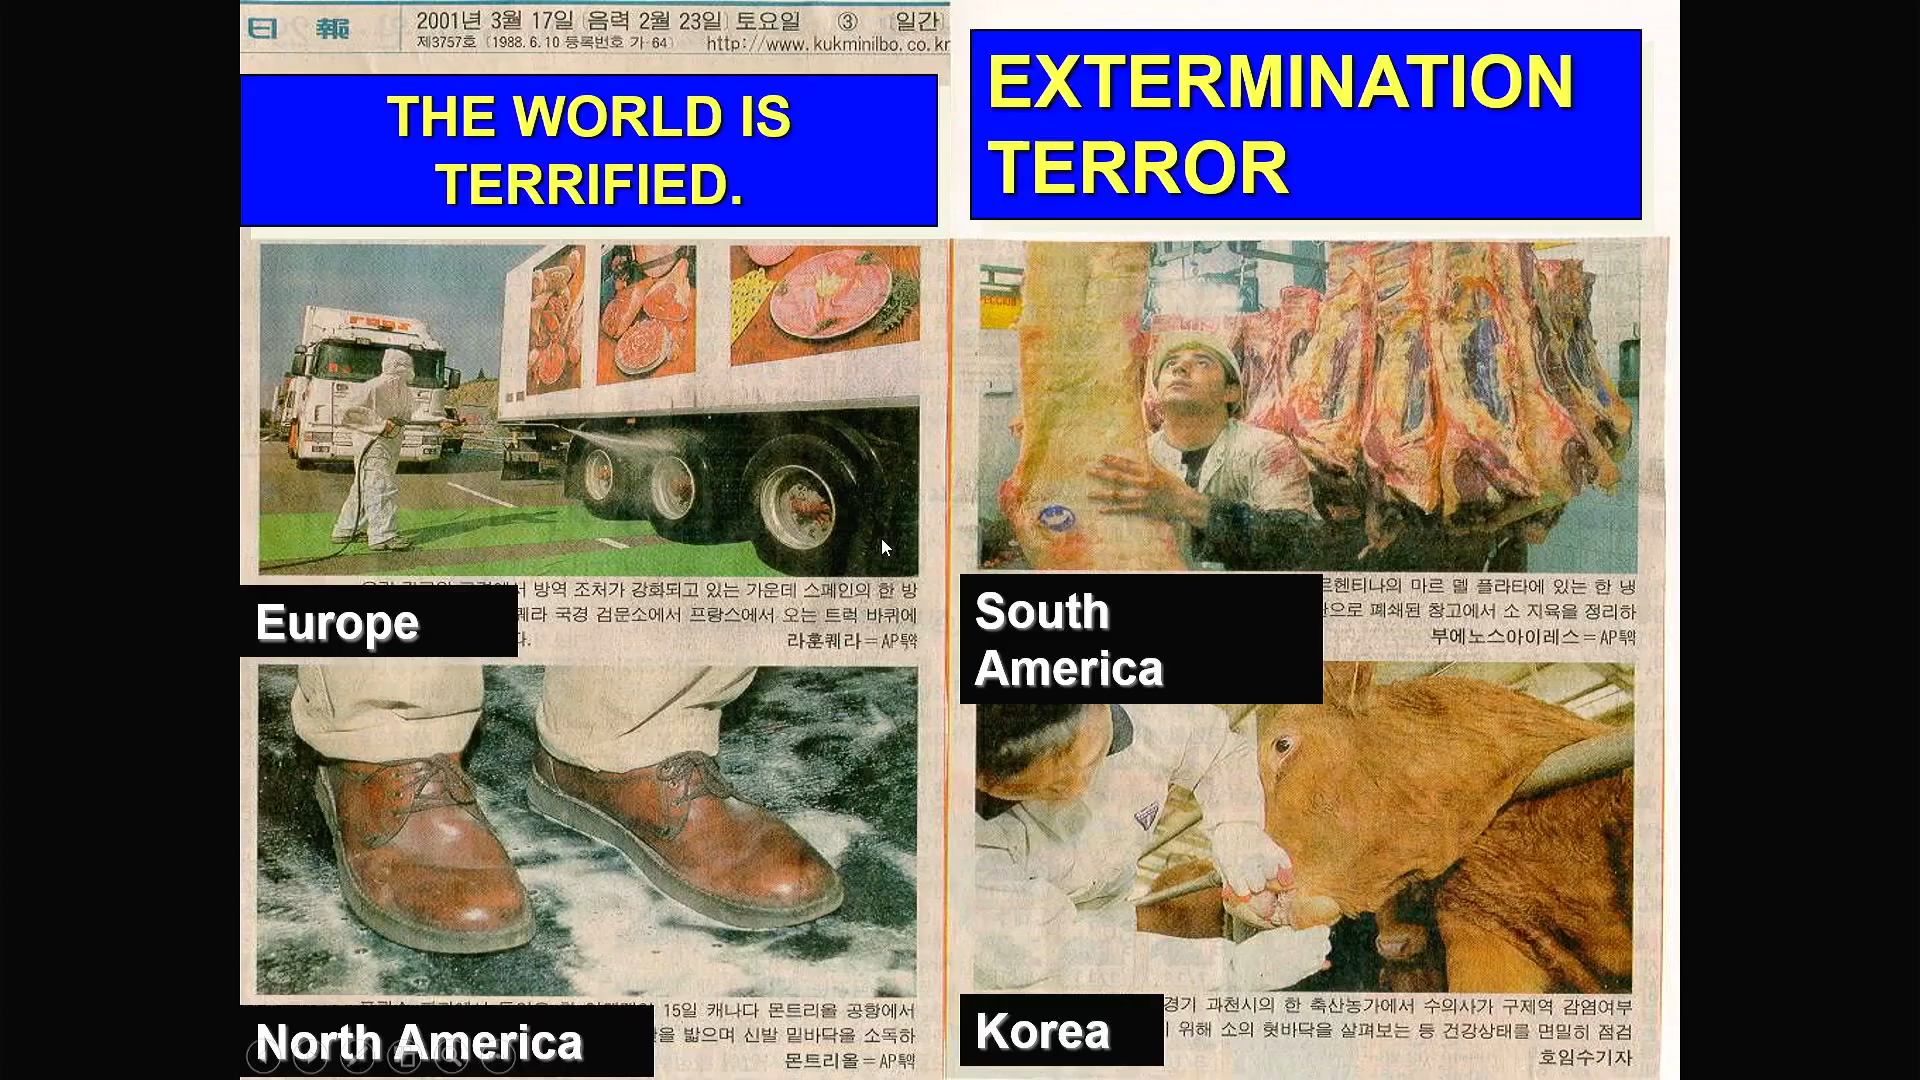 日 報
2001년 3월 17일 (음력 2월 23일) 토요일 ③ 일간
제3757호 (1988. 6. 10 등록번호 가-64) http://www.kukminilbo.co.kr
THE WORLD IS
TERRIFIED.
EXTERMINATION
TERROR
방역 조처가 강화되고 있는 가운데 스페인의 한 방
국경 검문소에서 프랑스에서 오는 트럭 바퀴에
라훈퀘라=AP특약
Europe
마르 델 플라타에 있는 한 냉
폐쇄된 창고에서 소 지육을 정리하
부에노스아이레스=AP특약
South
America
15일 캐나다 몬트리올 공항에서
밟으며 신발 밑바닥을 소독하
몬트리올=AP특약
North America
경기 과천시의 한 축산농가에서 수의사가 구제역 감염여부
위해 소의 혓바닥을 살펴보는 등 건강상태를 면밀히 점검
호임수기자
Korea